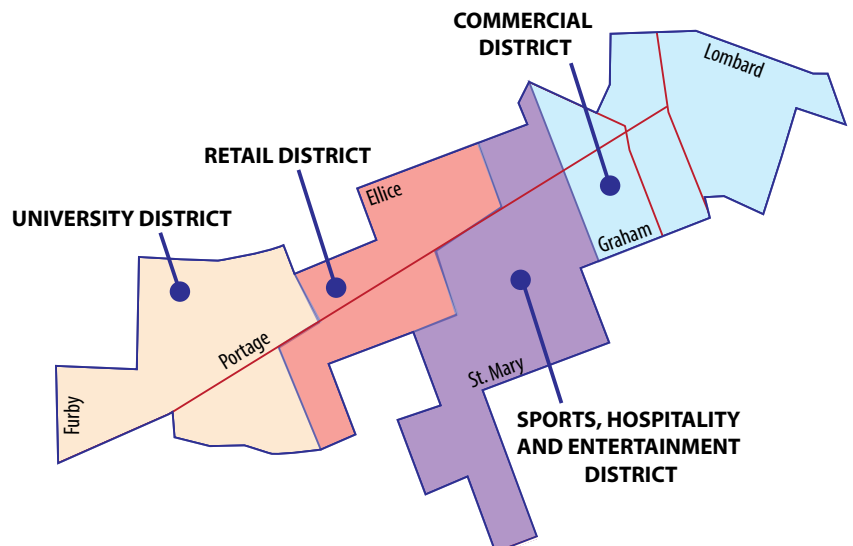 COMMERCIAL
DISTRICT
Lombard
RETAIL DISTRICT
Ellice
UNIVERSITY DISTRICT
Graham
Portage
St. Mary
Furby
SPORTS, HOSPITALITY
AND ENTERTAINMENT
DISTRICT